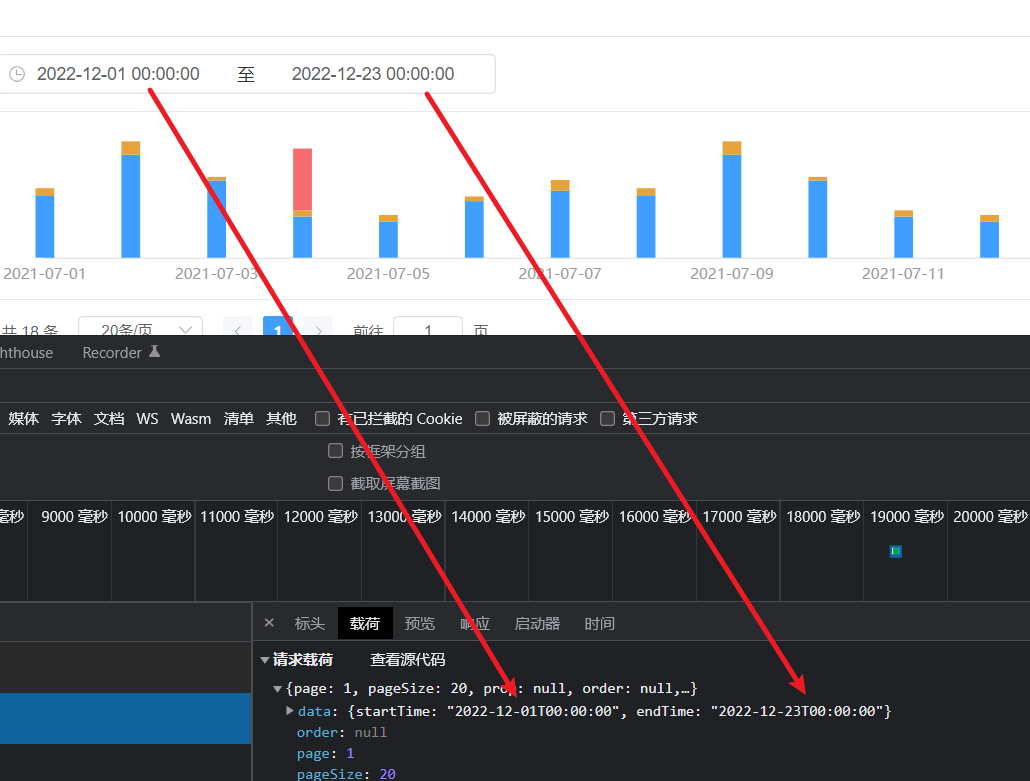 2022-12-01 00:00:00 至 2022-12-23 00:00:00
2021-07-01 2021-07-03 2021-07-05 2021-07-07 2021-07-09 2021-07-11
共 18 条 20条/页 1 前往 1 页
hthouse Recorder
媒体 字体 文档 WS Wasm 清单 其他 有已拦截的 Cookie 被屏蔽的请求 第三方请求
按框架分组
截取屏幕截图
毫秒 9000 毫秒 10000 毫秒 11000 毫秒 12000 毫秒 13000 毫秒 14000 毫秒 15000 毫秒 16000 毫秒 17000 毫秒 18000 毫秒 19000 毫秒 20000 毫秒
× 标头 载荷 预览 响应 启动器 时间
请求载荷 查看源代码
{page: 1, pageSize: 20, prop: null, order: null,…}
data: {startTime: "2022-12-01T00:00:00", endTime: "2022-12-23T00:00:00"}
order: null
page: 1
pageSize: 20